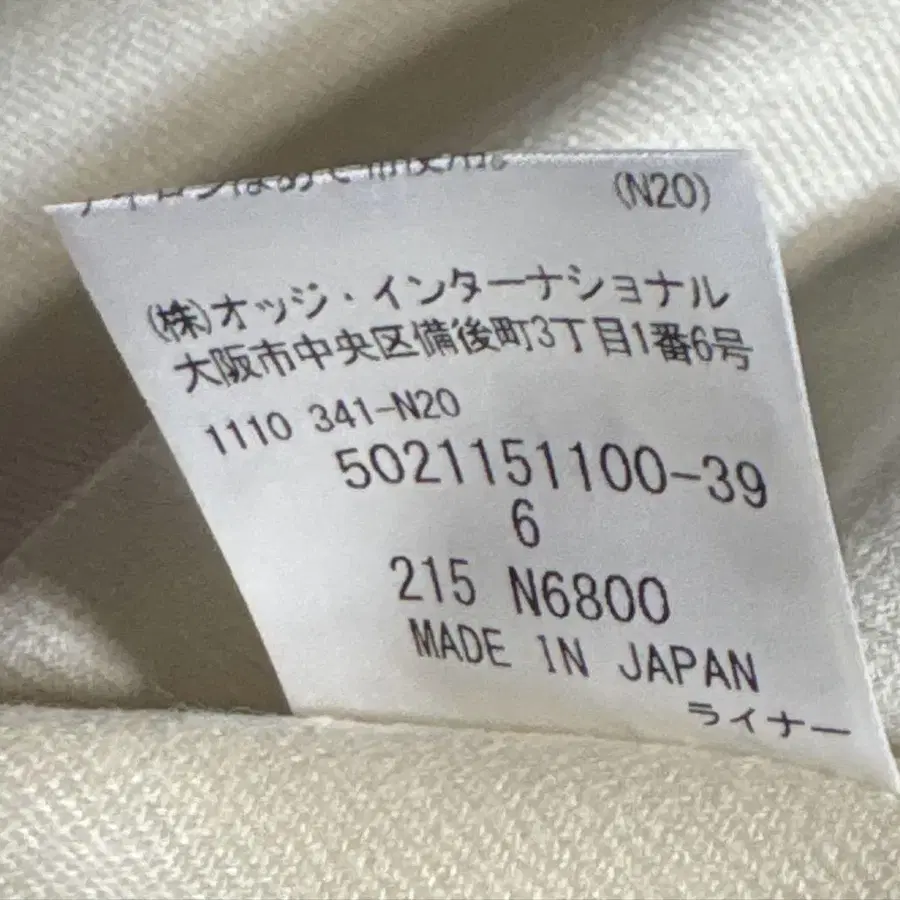 (N20)
(株)オッジ・インターナショナル
大阪市中央区備後町3丁目1番6号
1110 341-N20
5021151100-39
6
215 N6800
MADE IN JAPAN
ライナー